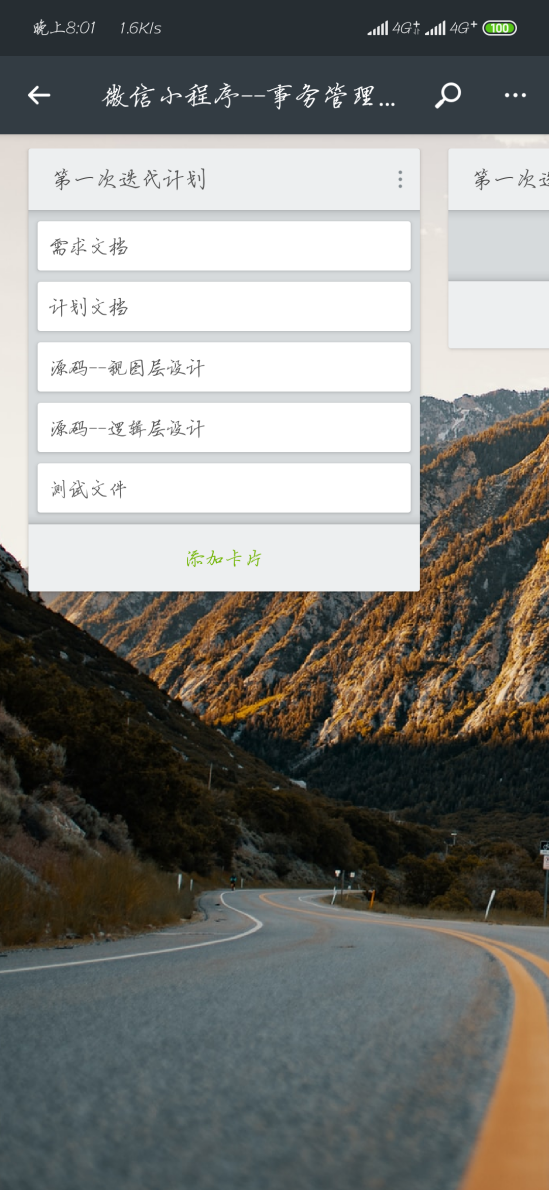 晚上8:01 1.6K/s 4G+ 4G+ 100
微信小程序--事务管理...
第一次迭代计划
第一次迭
需求文档
计划文档
源码--视图层设计
源码--逻辑层设计
测试文件
添加卡片